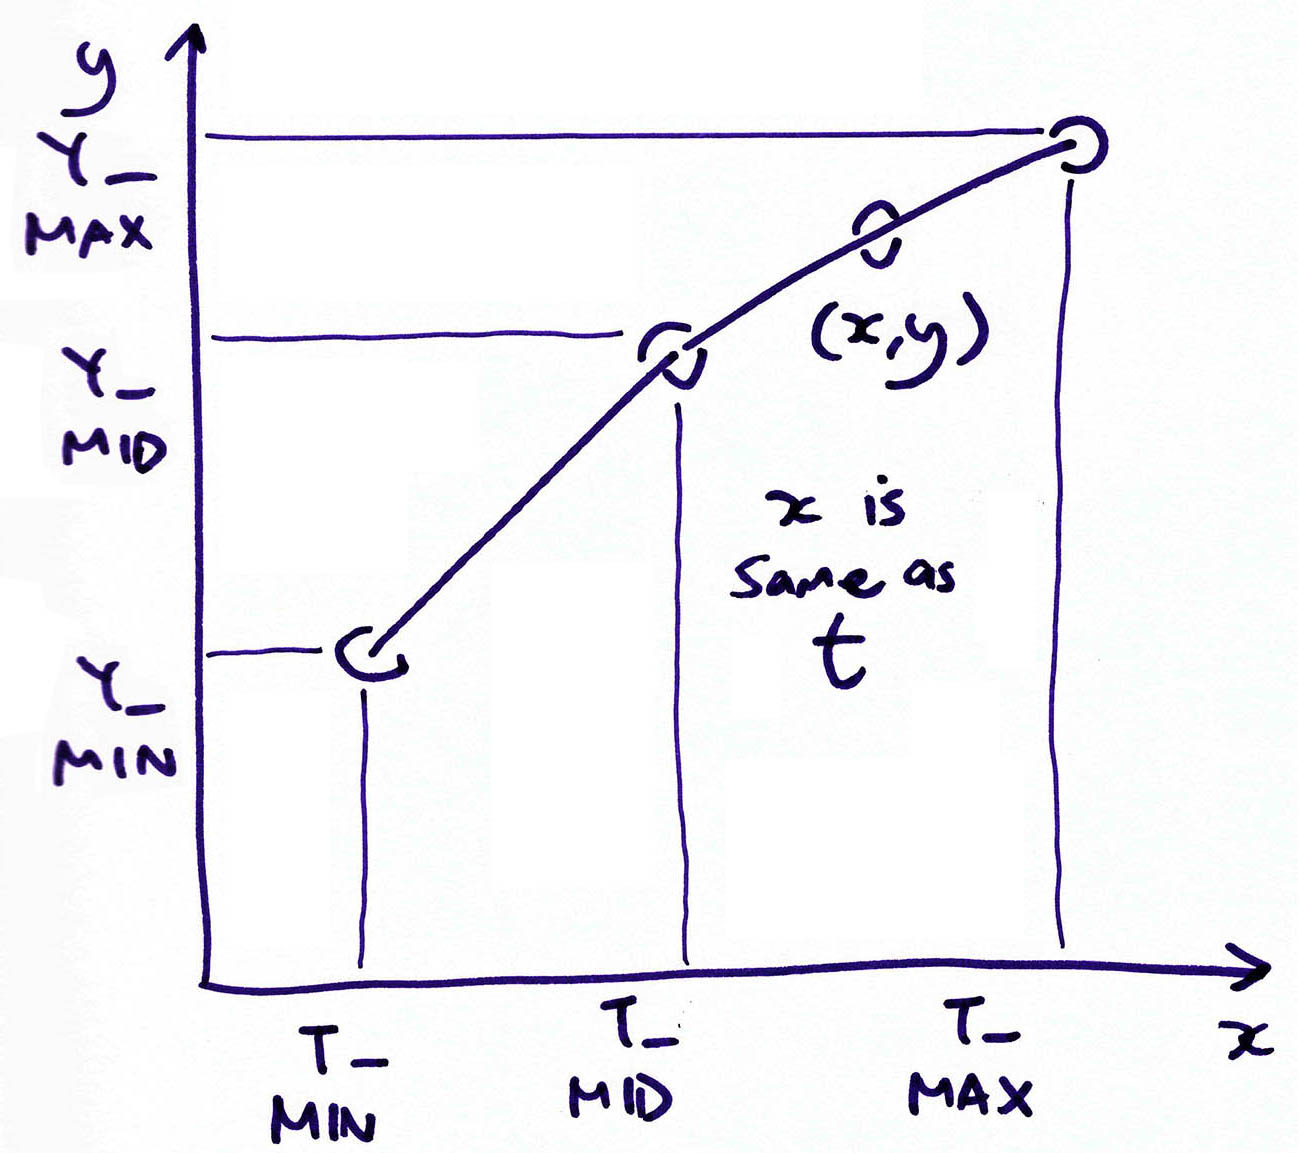 y
Y_
MAX
Y_
MID
Y_
MIN
(x,y)
x is
same as
t
T_
MIN
T_
MID
T_
MAX
x